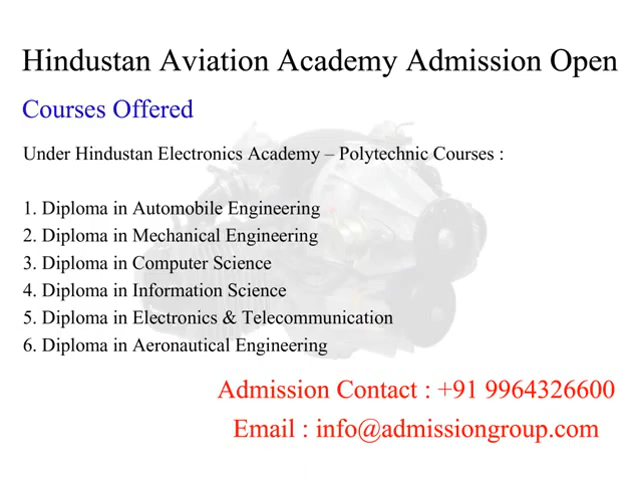 Hindustan Aviation Academy Admission Open
Courses Offered
Under Hindustan Electronics Academy – Polytechnic Courses :
1. Diploma in Automobile Engineering
2. Diploma in Mechanical Engineering
3. Diploma in Computer Science
4. Diploma in Information Science
5. Diploma in Electronics & Telecommunication
6. Diploma in Aeronautical Engineering
Admission Contact : +91 9964326600
Email : info@admissiongroup.com